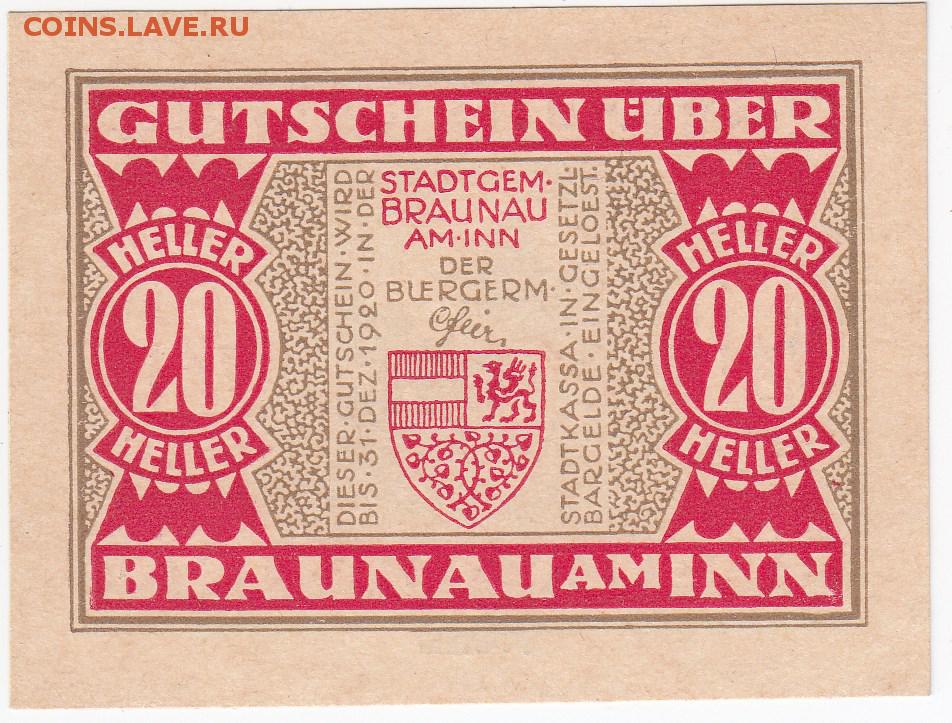 COINS.LAVE.RU
GUTSCHEIN ÜBER
HELLER
20
HELLER
DIESER·GUTSCHEIN·WIRD
BIS·31·DEZ·1920·IN·DER
STADTGEM·
BRAUNAU
AM·INN
DER
BUERGERM·
STADTKASSA·IN·GESETZL·
BARGELDE·EINGELOEST·
HELLER
20
HELLER
BRAUNAU AM INN